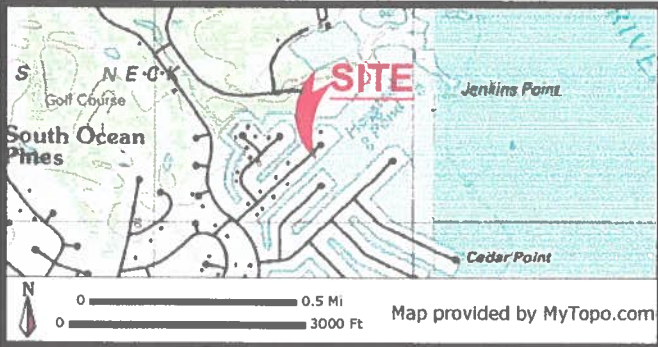 RIVE
SITE
S NECK
Jenkins Point
Golf Course
South Ocean
Pines
Cedar Point
N
0 0.5 Mi
0 3000 Ft
Map provided by MyTopo.com